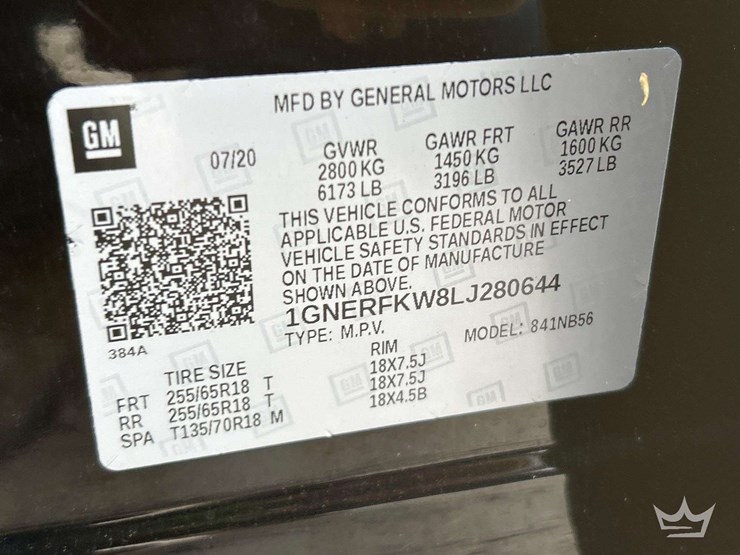 MFD BY GENERAL MOTORS LLC
GM
07/20
GVWR GAWR FRT GAWR RR
2800 KG 1450 KG 1600 KG
6173 LB 3196 LB 3527 LB
THIS VEHICLE CONFORMS TO ALL
APPLICABLE U.S. FEDERAL MOTOR
VEHICLE SAFETY STANDARDS IN EFFECT
ON THE DATE OF MANUFACTURE
SHOWN ABOVE.
1GNERFKW8LJ280644
TYPE: M.P.V. MODEL: 841NB56
384A
TIRE SIZE RIM
FRT 255/65R18 T 18X7.5J
RR 255/65R18 T 18X7.5J
SPA T135/70R18 M 18X4.5B